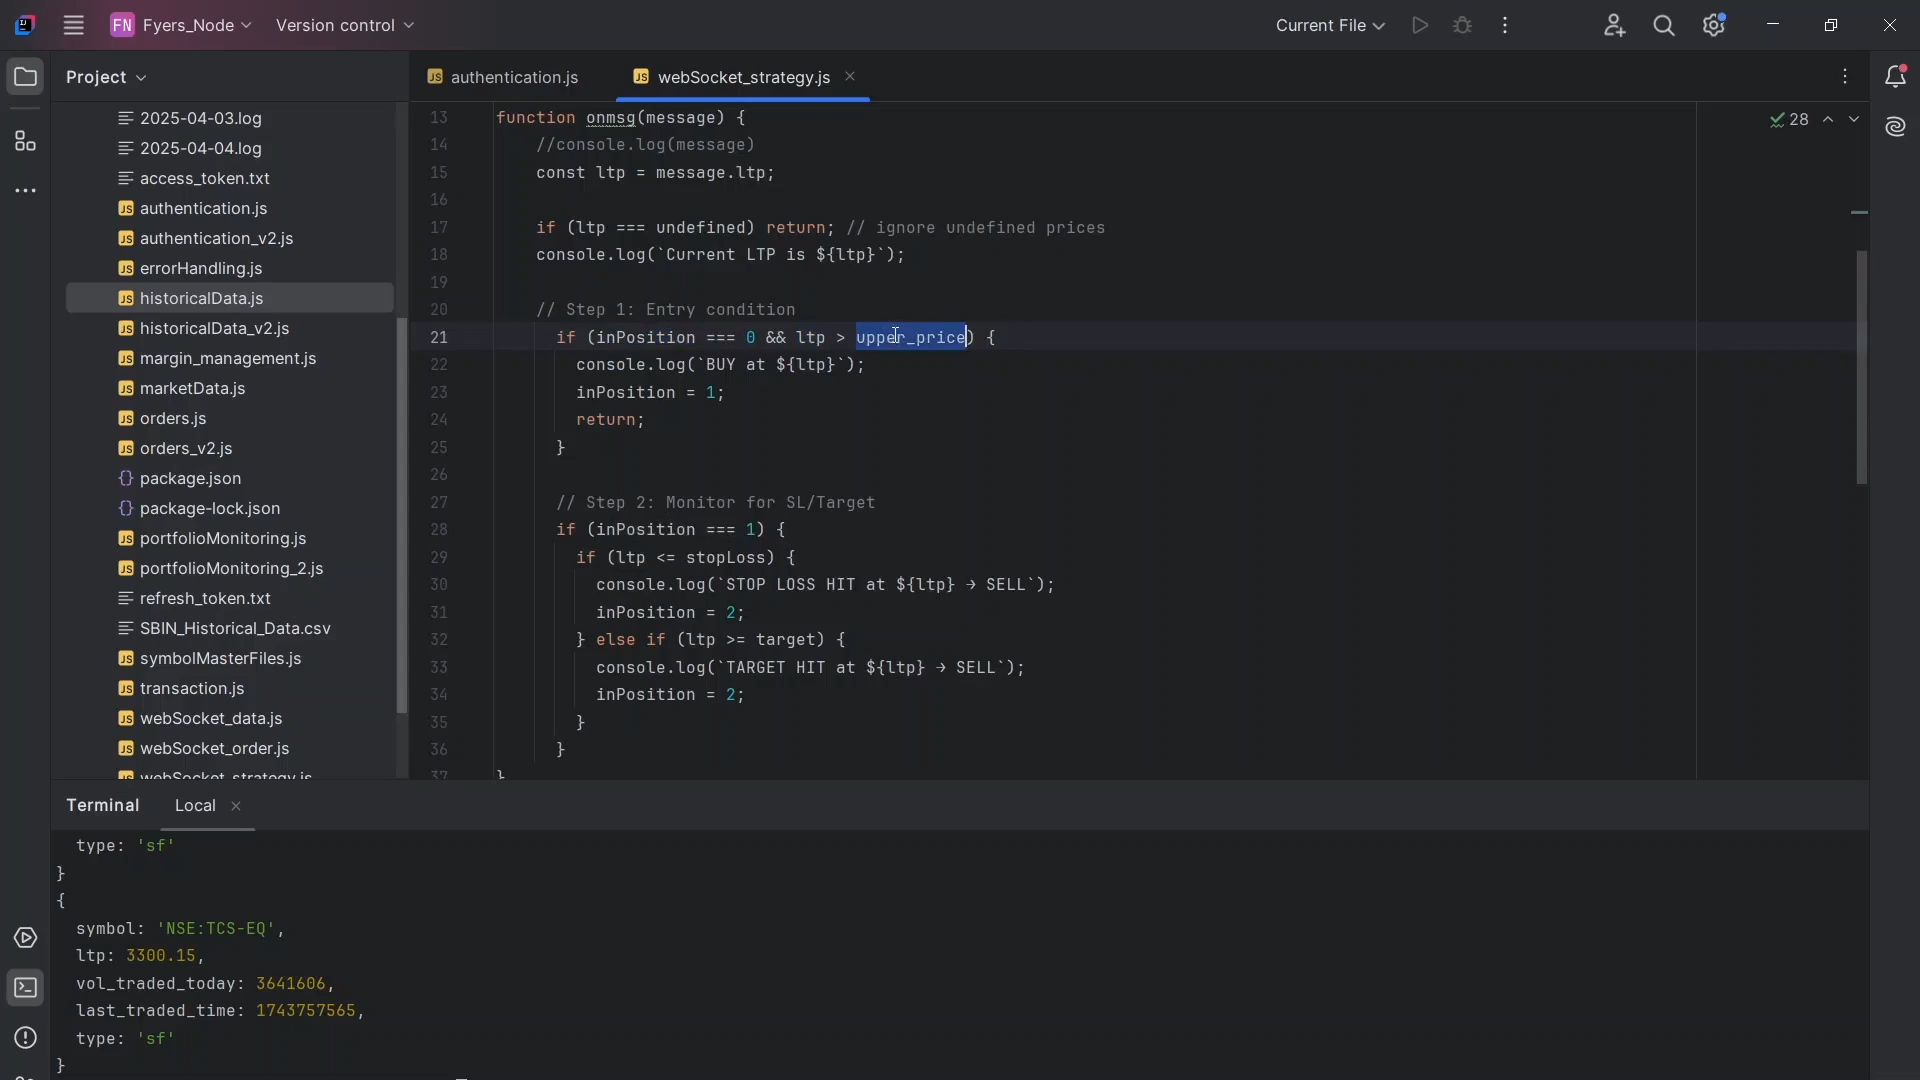 FN Fyers_Node Version control Current File
Project
authentication.js webSocket_strategy.js
2025-04-03.log
2025-04-04.log
access_token.txt
authentication.js
authentication_v2.js
errorHandling.js
historicalData.js
historicalData_v2.js
margin_management.js
marketData.js
orders.js
orders_v2.js
package.json
package-lock.json
portfolioMonitoring.js
portfolioMonitoring_2.js
refresh_token.txt
SBIN_Historical_Data.csv
symbolMasterFiles.js
transaction.js
webSocket_data.js
webSocket_order.js
webSocket_strategy.js
28
13 function onmsg(message) {
14 //console.log(message)
15 const ltp = message.ltp;
16
17 if (ltp === undefined) return; // ignore undefined prices
18 console.log(`Current LTP is ${ltp}`);
19
20 // Step 1: Entry condition
21 if (inPosition === 0 && ltp > upper_price) {
22 console.log(`BUY at ${ltp}`);
23 inPosition = 1;
24 return;
25 }
26
27 // Step 2: Monitor for SL/Target
28 if (inPosition === 1) {
29 if (ltp <= stopLoss) {
30 console.log(`STOP LOSS HIT at ${ltp} → SELL`);
31 inPosition = 2;
32 } else if (ltp >= target) {
33 console.log(`TARGET HIT at ${ltp} → SELL`);
34 inPosition = 2;
35 }
36 }
37 }
Terminal Local
type: 'sf'
}
{
symbol: 'NSE:TCS-EQ',
ltp: 3300.15,
vol_traded_today: 3641606,
last_traded_time: 1743757565,
type: 'sf'
}